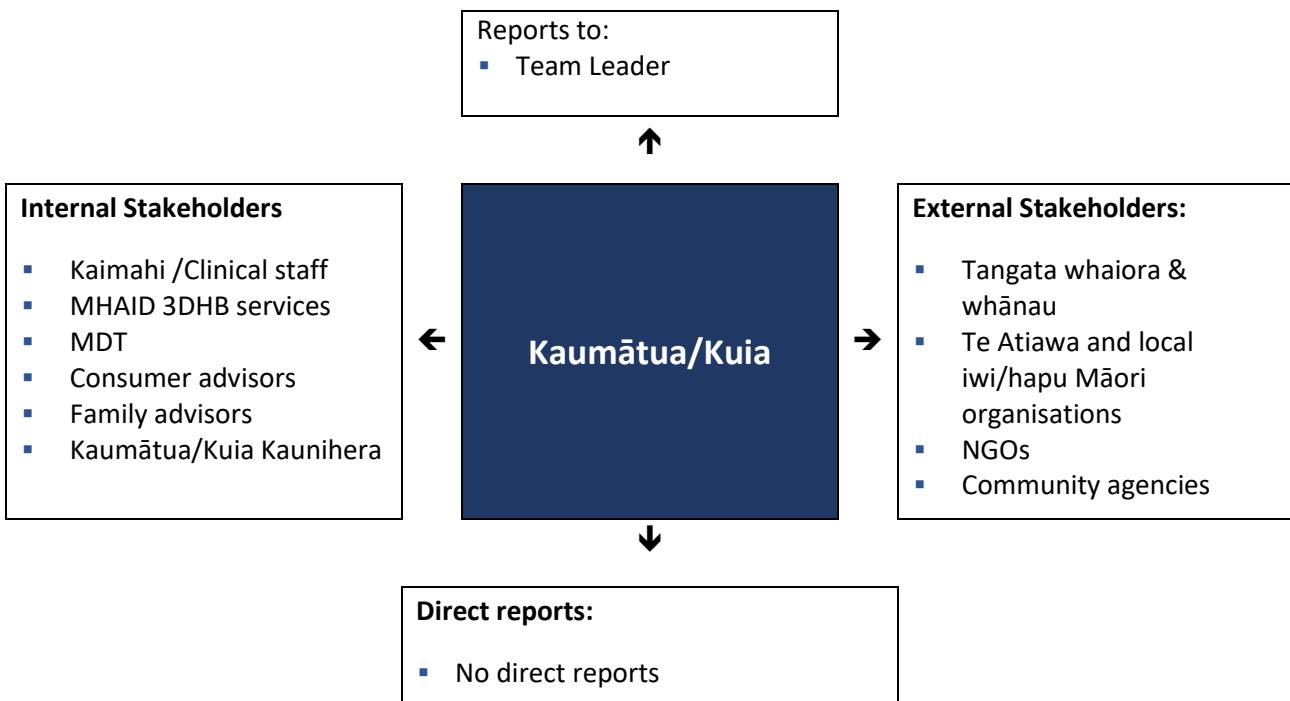 Reports to:
▪ Team Leader
Internal Stakeholders
▪ Kaimahi /Clinical staff
▪ MHAID 3DHB services
▪ MDT
▪ Consumer advisors
▪ Family advisors
▪ Kaumātua/Kuia Kaunihera
Kaumātua/Kuia
External Stakeholders:
▪ Tangata whaiora &
whānau
▪ Te Atiawa and local
iwi/hapu Māori
organisations
▪ NGOs
▪ Community agencies
Direct reports:
▪ No direct reports